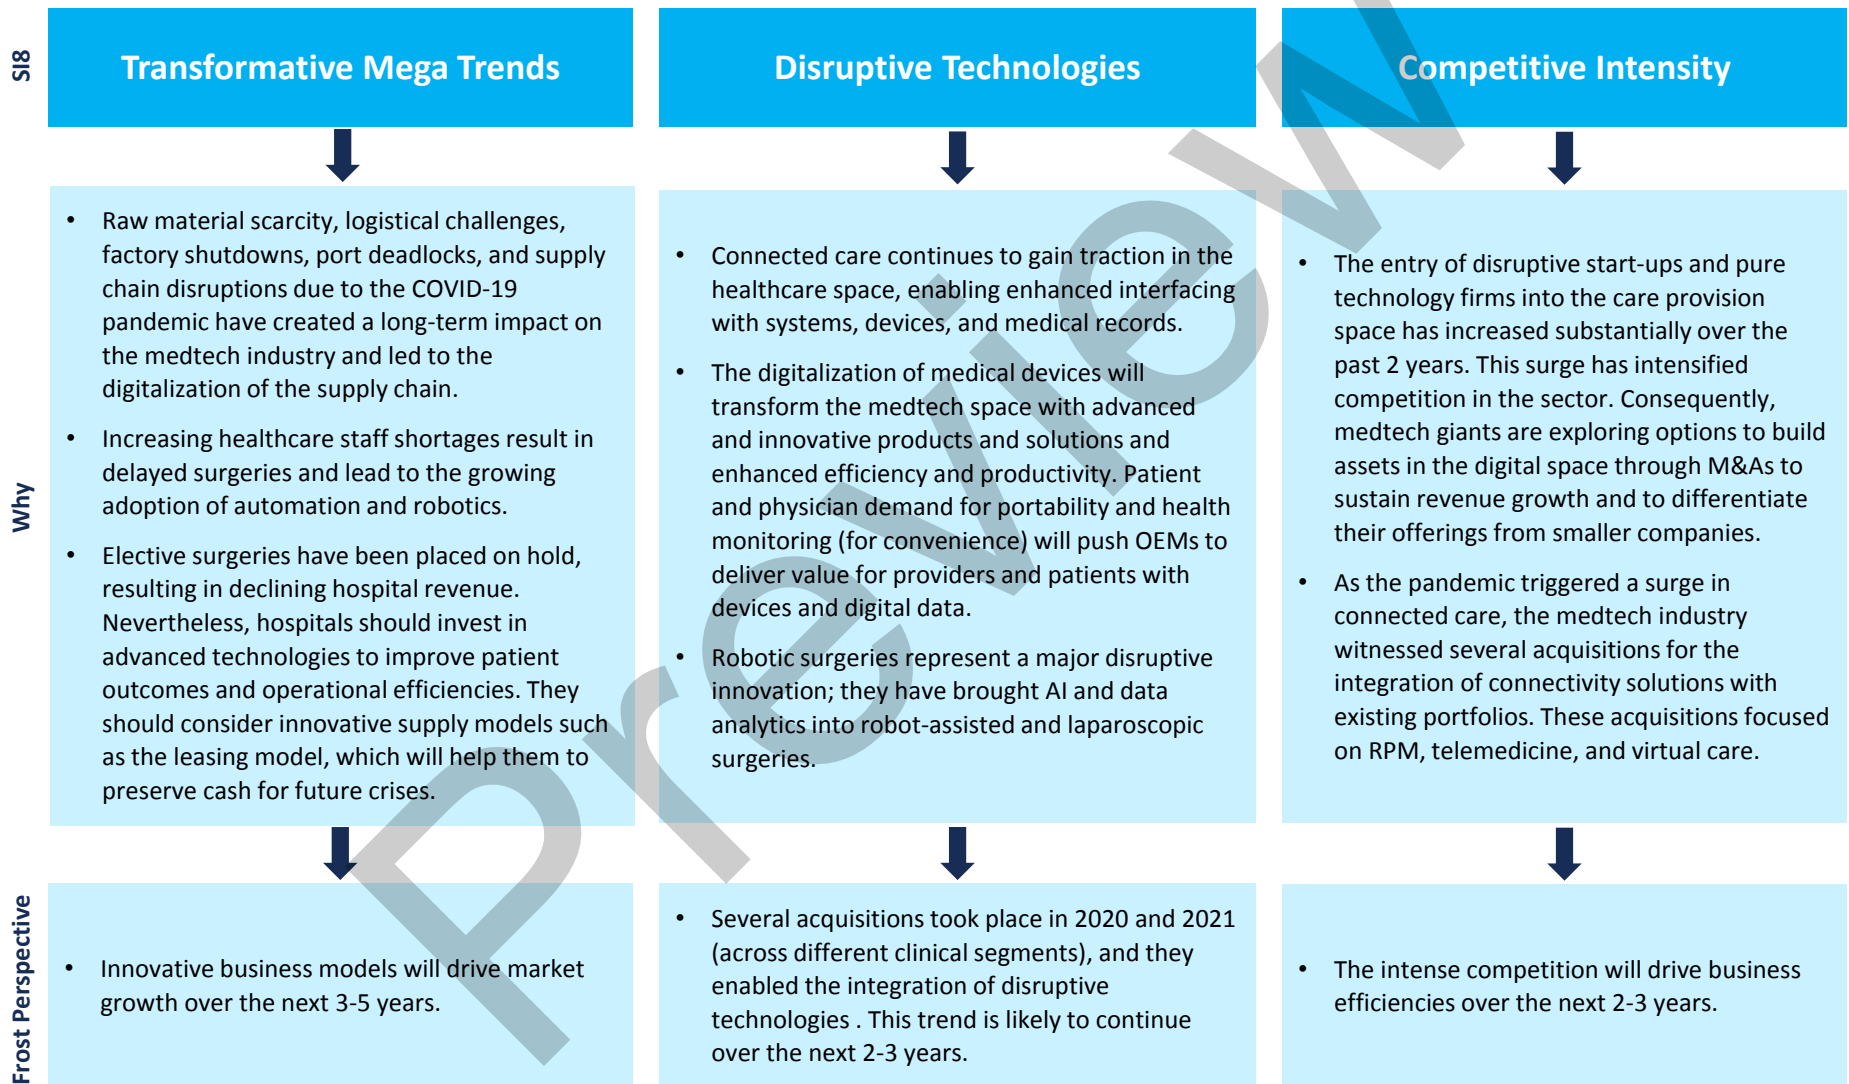 SI8
Transformative Mega Trends
Disruptive Technologies
Competitive Intensity
Why
• Raw material scarcity, logistical challenges,
factory shutdowns, port deadlocks, and supply
chain disruptions due to the COVID-19
pandemic have created a long-term impact on
the medtech industry and led to the
digitalization of the supply chain.
• Increasing healthcare staff shortages result in
delayed surgeries and lead to the growing
adoption of automation and robotics.
• Elective surgeries have been placed on hold,
resulting in declining hospital revenue.
Nevertheless, hospitals should invest in
advanced technologies to improve patient
outcomes and operational efficiencies. They
should consider innovative supply models such
as the leasing model, which will help them to
preserve cash for future crises.
• Connected care continues to gain traction in the
healthcare space, enabling enhanced interfacing
with systems, devices, and medical records.
• The digitalization of medical devices will
transform the medtech space with advanced
and innovative products and solutions and
enhanced efficiency and productivity. Patient
and physician demand for portability and health
monitoring (for convenience) will push OEMs to
deliver value for providers and patients with
devices and digital data.
• Robotic surgeries represent a major disruptive
innovation; they have brought AI and data
analytics into robot-assisted and laparoscopic
surgeries.
• The entry of disruptive start-ups and pure
technology firms into the care provision
space has increased substantially over the
past 2 years. This surge has intensified
competition in the sector. Consequently,
medtech giants are exploring options to build
assets in the digital space through M&As to
sustain revenue growth and to differentiate
their offerings from smaller companies.
• As the pandemic triggered a surge in
connected care, the medtech industry
witnessed several acquisitions for the
integration of connectivity solutions with
existing portfolios. These acquisitions focused
on RPM, telemedicine, and virtual care.
Frost Perspective
• Innovative business models will drive market
growth over the next 3-5 years.
• Several acquisitions took place in 2020 and 2021
(across different clinical segments), and they
enabled the integration of disruptive
technologies . This trend is likely to continue
over the next 2-3 years.
• The intense competition will drive business
efficiencies over the next 2-3 years.
Preview